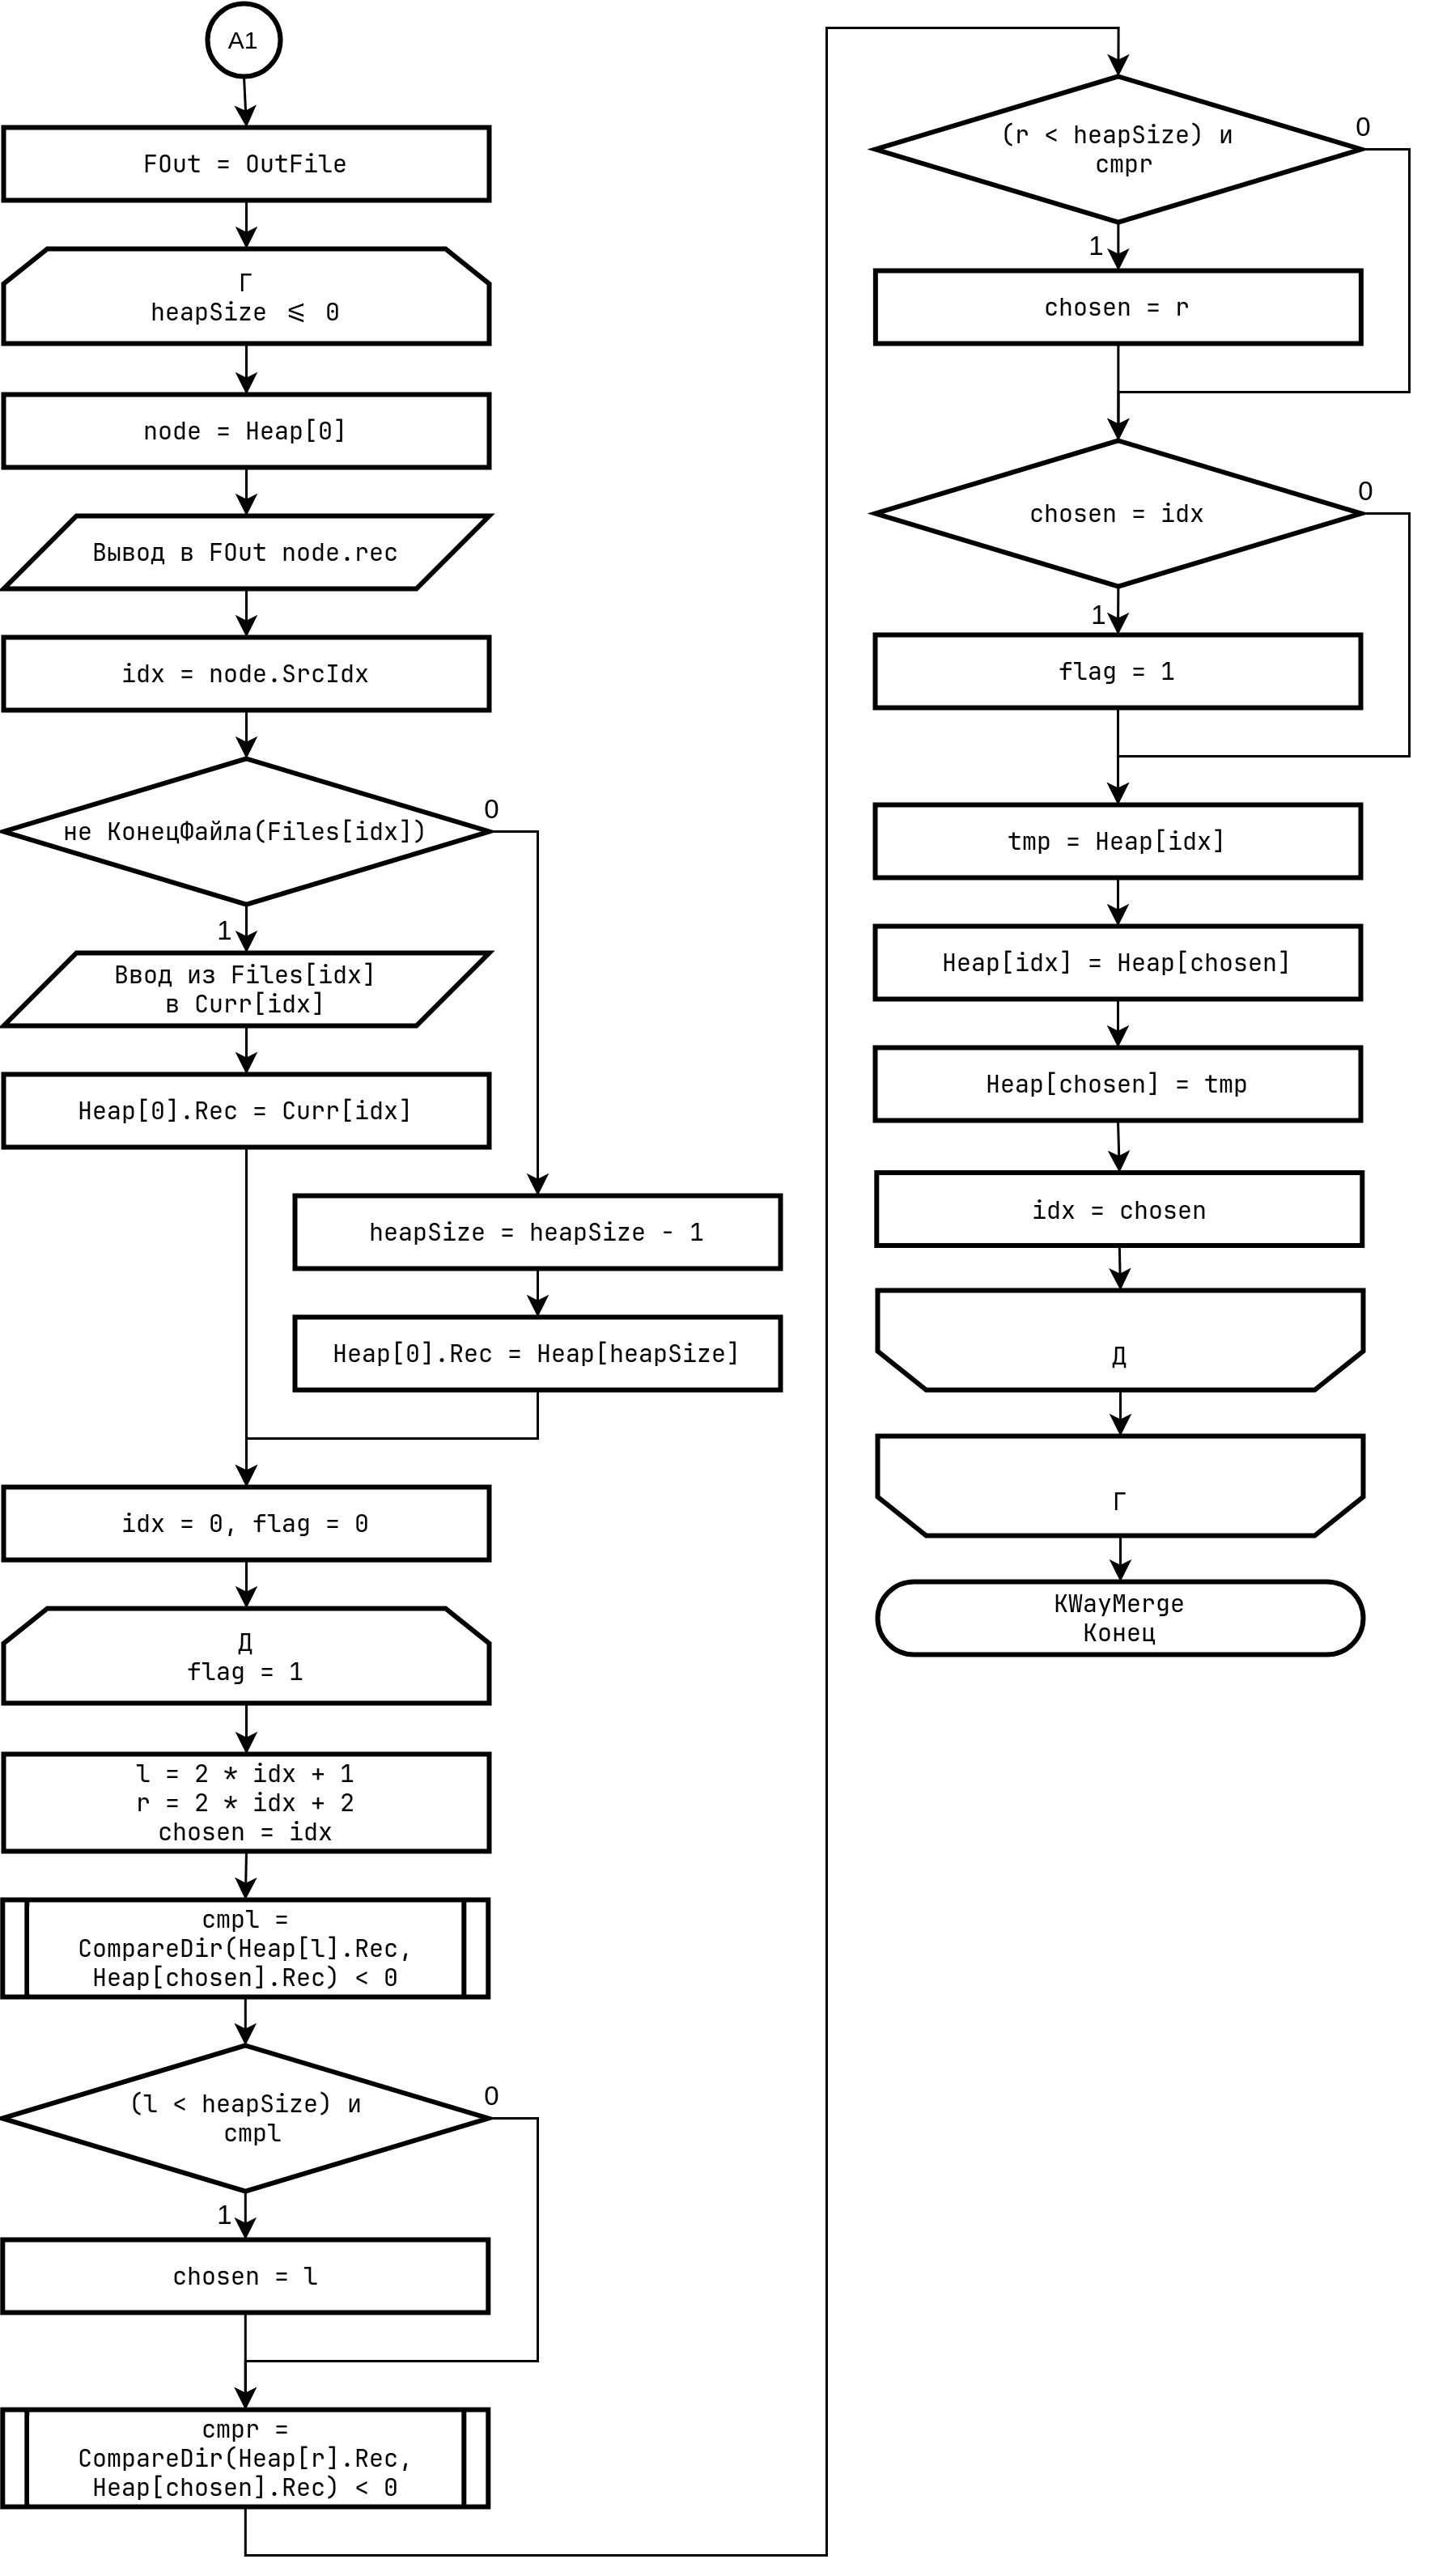 A1
FOut = OutFile
Г
heapSize ⩽ 0
node = Heap[0]
Вывод в FOut node.rec
idx = node.SrcIdx
не КонецФайла(Files[idx])
0
1
Ввод из Files[idx]
в Curr[idx]
Heap[0].Rec = Curr[idx]
heapSize = heapSize - 1
Heap[0].Rec = Heap[heapSize]
idx = 0, flag = 0
Д
flag = 1
l = 2 * idx + 1
r = 2 * idx + 2
chosen = idx
cmpl =
CompareDir(Heap[l].Rec,
Heap[chosen].Rec) < 0
(l < heapSize) и
cmpl
0
1
chosen = l
cmpr =
CompareDir(Heap[r].Rec,
Heap[chosen].Rec) < 0
(r < heapSize) и
cmpr
0
1
chosen = r
chosen = idx
0
1
flag = 1
tmp = Heap[idx]
Heap[idx] = Heap[chosen]
Heap[chosen] = tmp
idx = chosen
Д
Г
KWayMerge
Конец